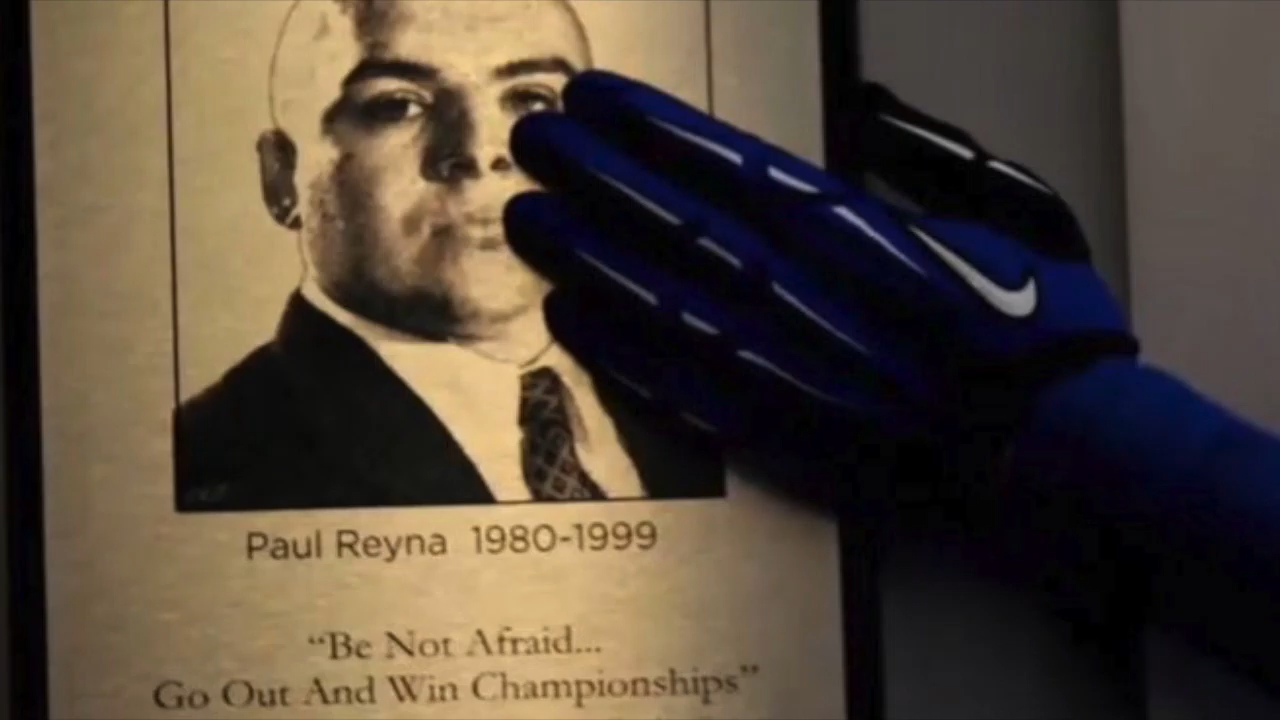 Paul Reyna 1980-1999
“Be Not Afraid...
Go Out And Win Championships”